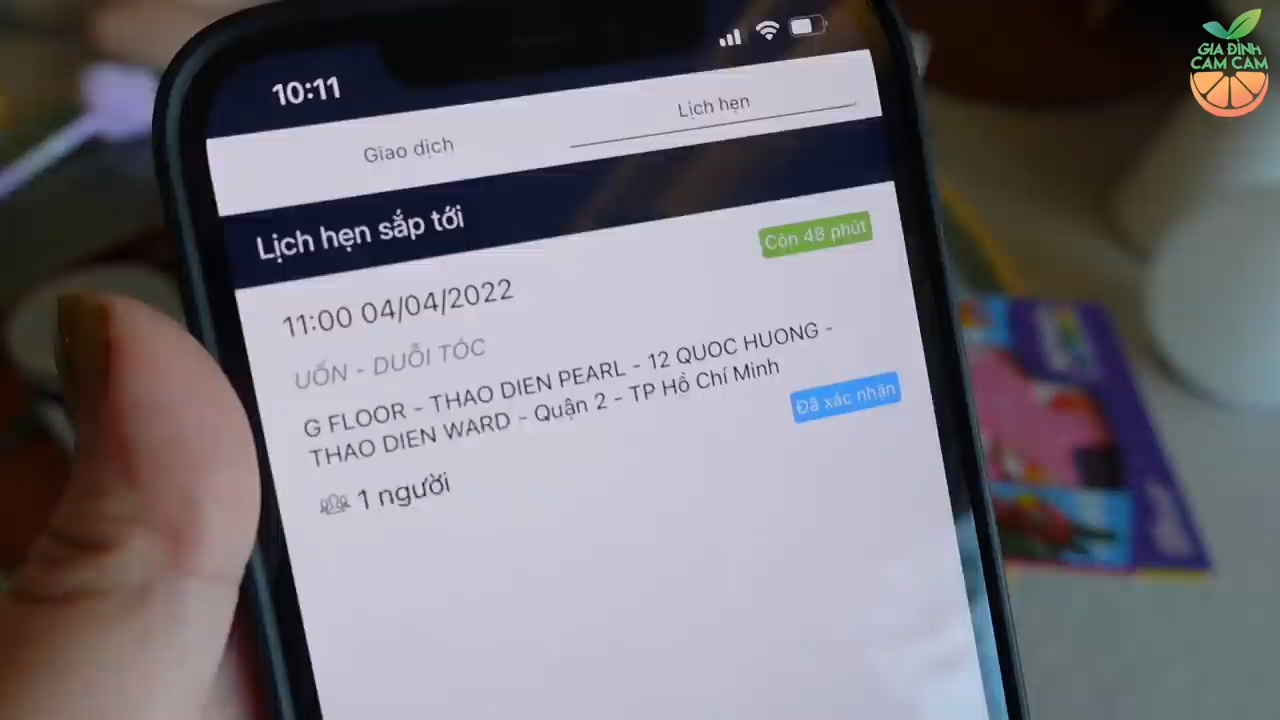 GIA ĐÌNH
CAM CAM
10:11
Giao dịch
Lịch hẹn
Lịch hẹn sắp tới
Còn 48 phút
11:00 04/04/2022
UỐN - DUỖI TÓC
G FLOOR - THAO DIEN PEARL - 12 QUOC HUONG -
THAO DIEN WARD - Quận 2 - TP Hồ Chí Minh
Đã xác nhận
1 người